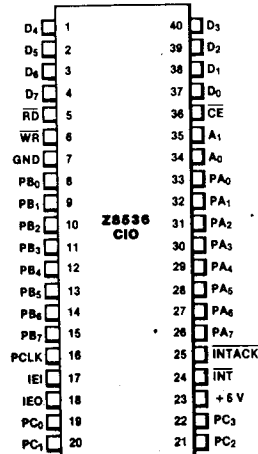 D4 1 40 D3
D5 2 39 D2
D6 3 38 D1
D7 4 37 D0
RD 5 36 CE
WR 6 35 A1
GND 7 34 A0
PB0 8 33 PA0
PB1 9 32 PA1
Z8536
CIO
PB2 10 31 PA2
PB3 11 30 PA3
PB4 12 29 PA4
PB5 13 28 PA5
PB6 14 27 PA6
PB7 15 26 PA7
PCLK 16 25 INTACK
IEI 17 24 INT
IEO 18 23 +5 V
PC0 19 22 PC3
PC1 20 21 PC2